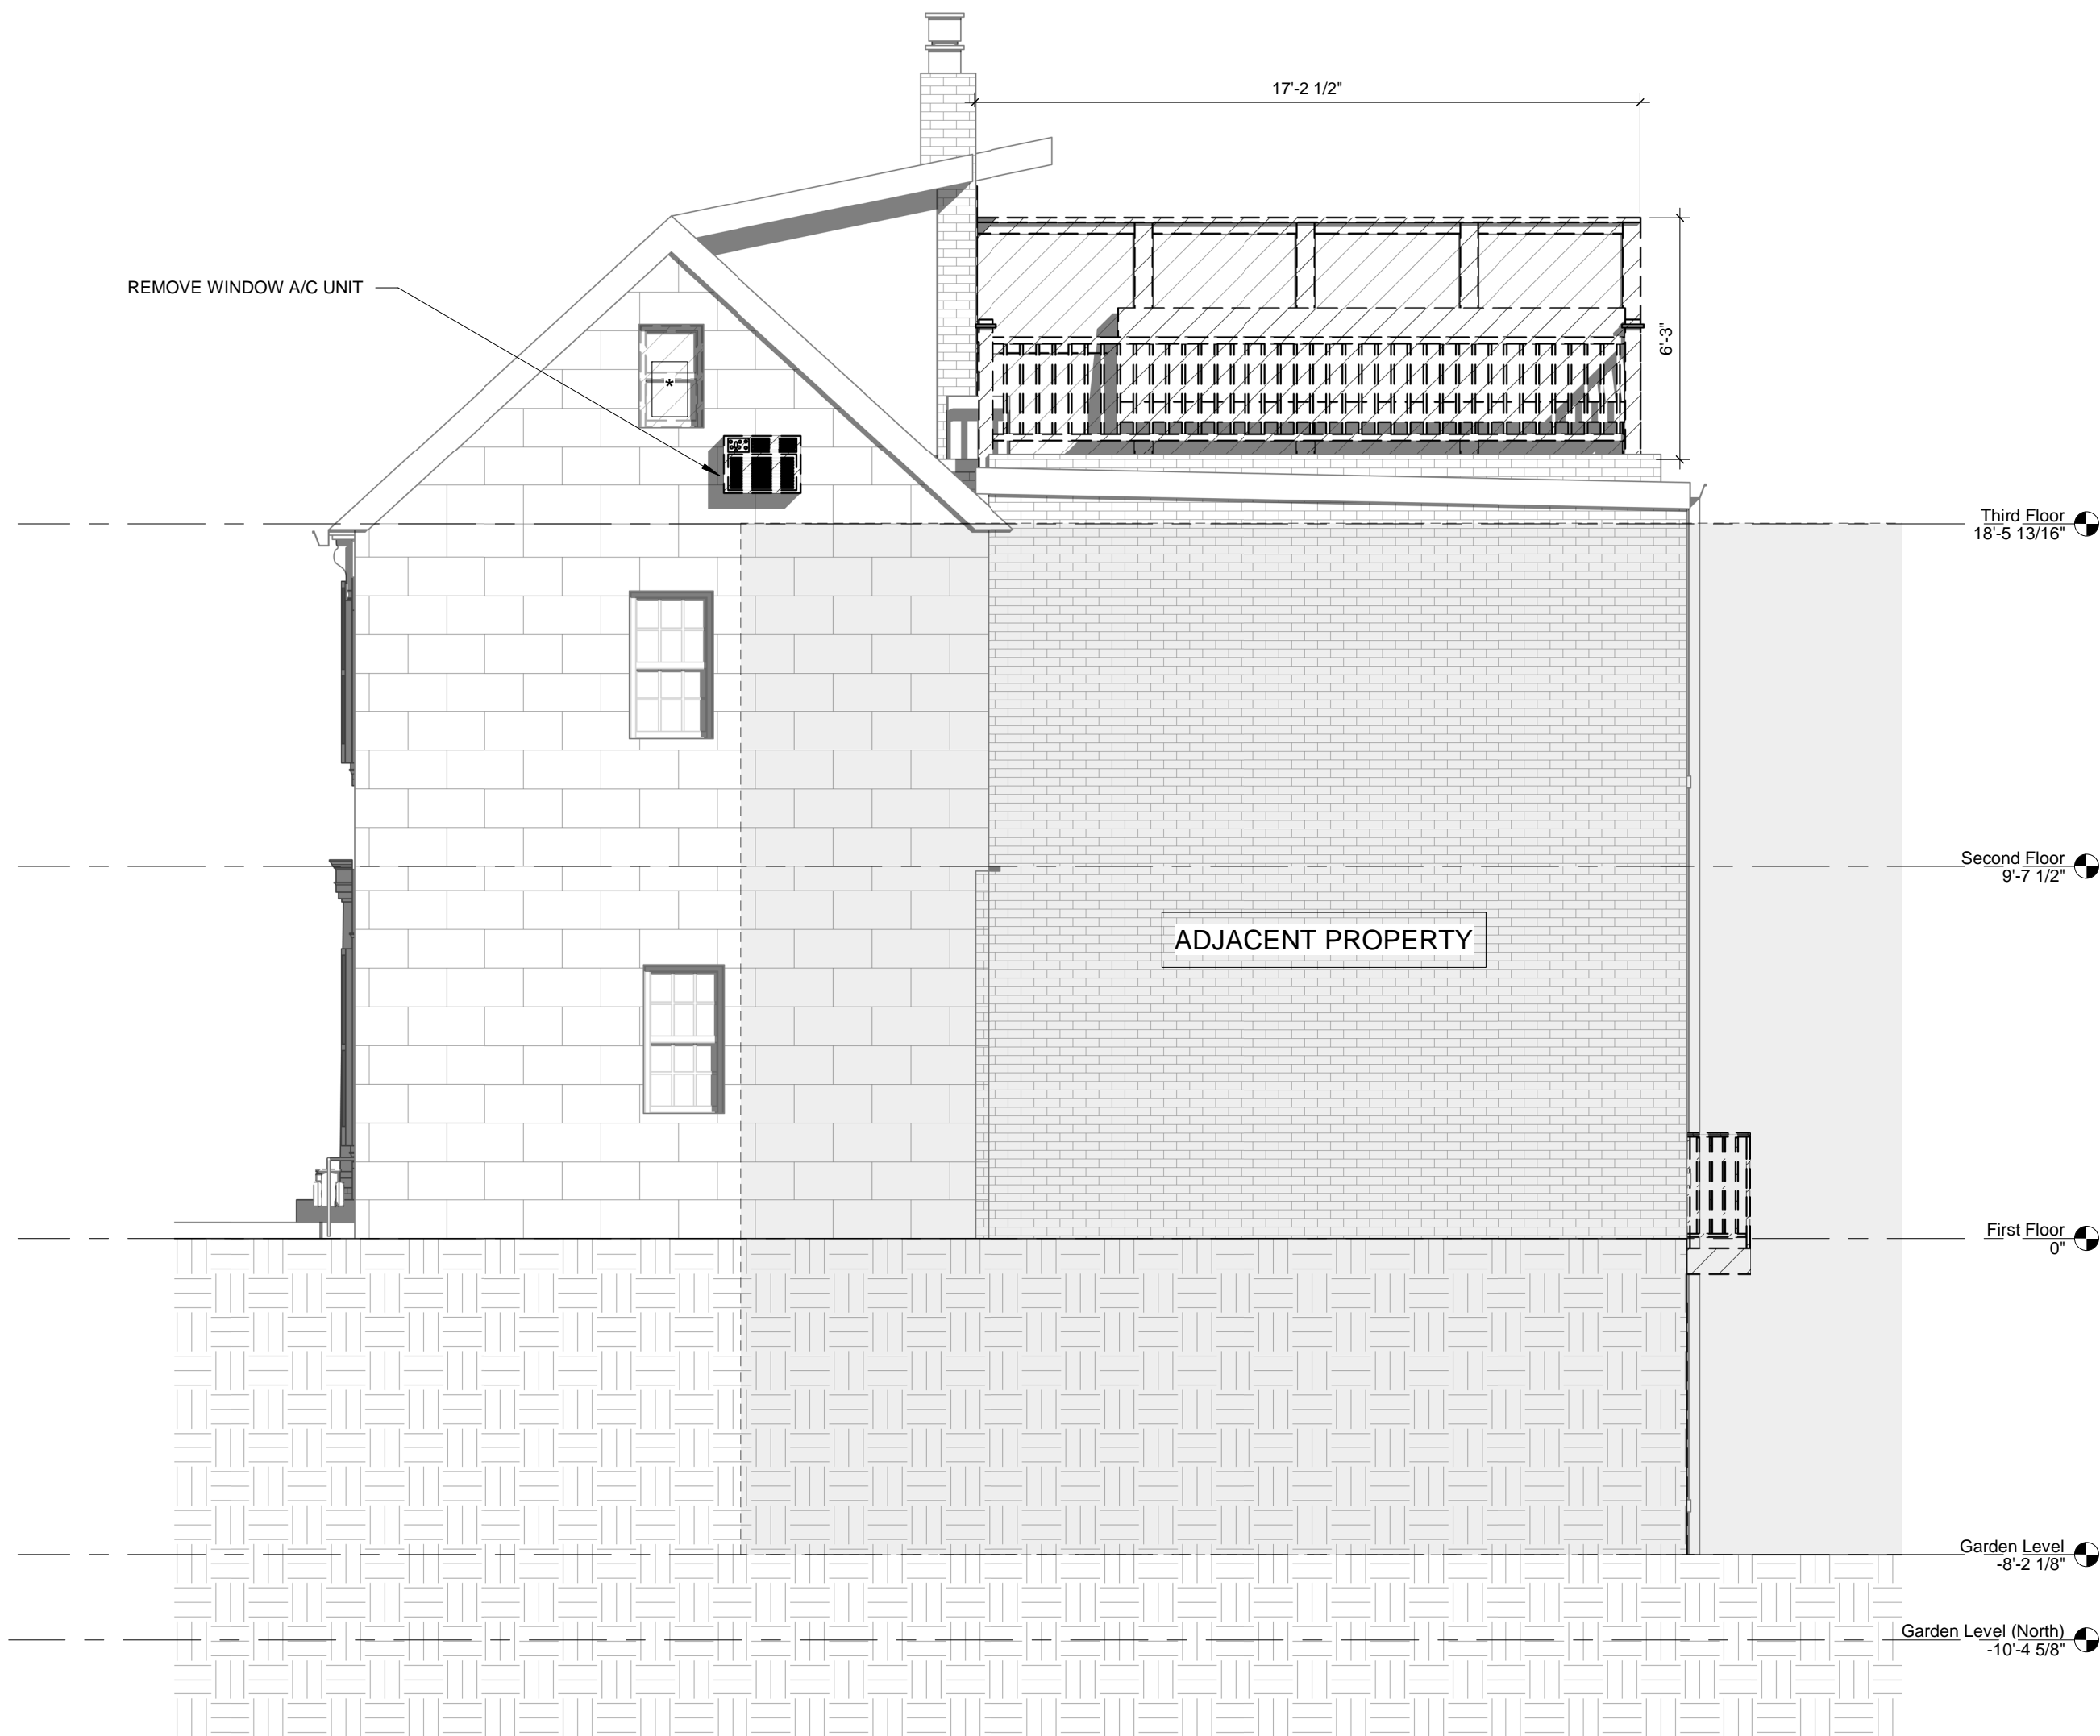 17'-2 1/2"
REMOVE WINDOW A/C UNIT
6'-3"
*
Third Floor
18'-5 13/16"
Second Floor
9'-7 1/2"
ADJACENT PROPERTY
First Floor
0"
Garden Level
-8'-2 1/8"
Garden Level (North)
-10'-4 5/8"